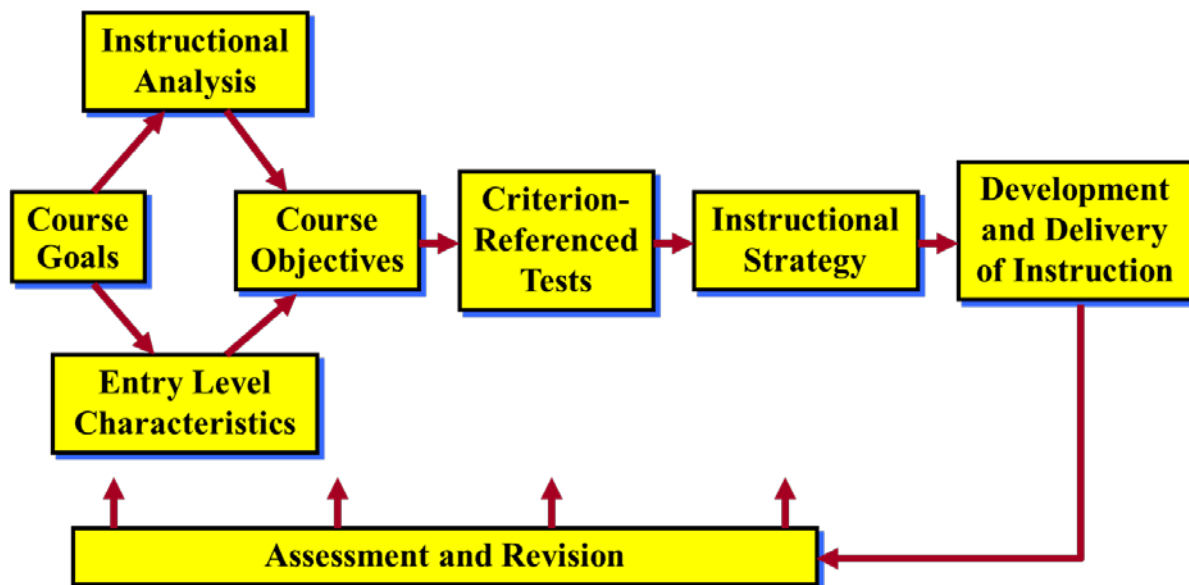 Instructional
Analysis
Course
Goals
Course
Objectives
Criterion-
Referenced
Tests
Instructional
Strategy
Development
and Delivery
of Instruction
Entry Level
Characteristics
Assessment and Revision